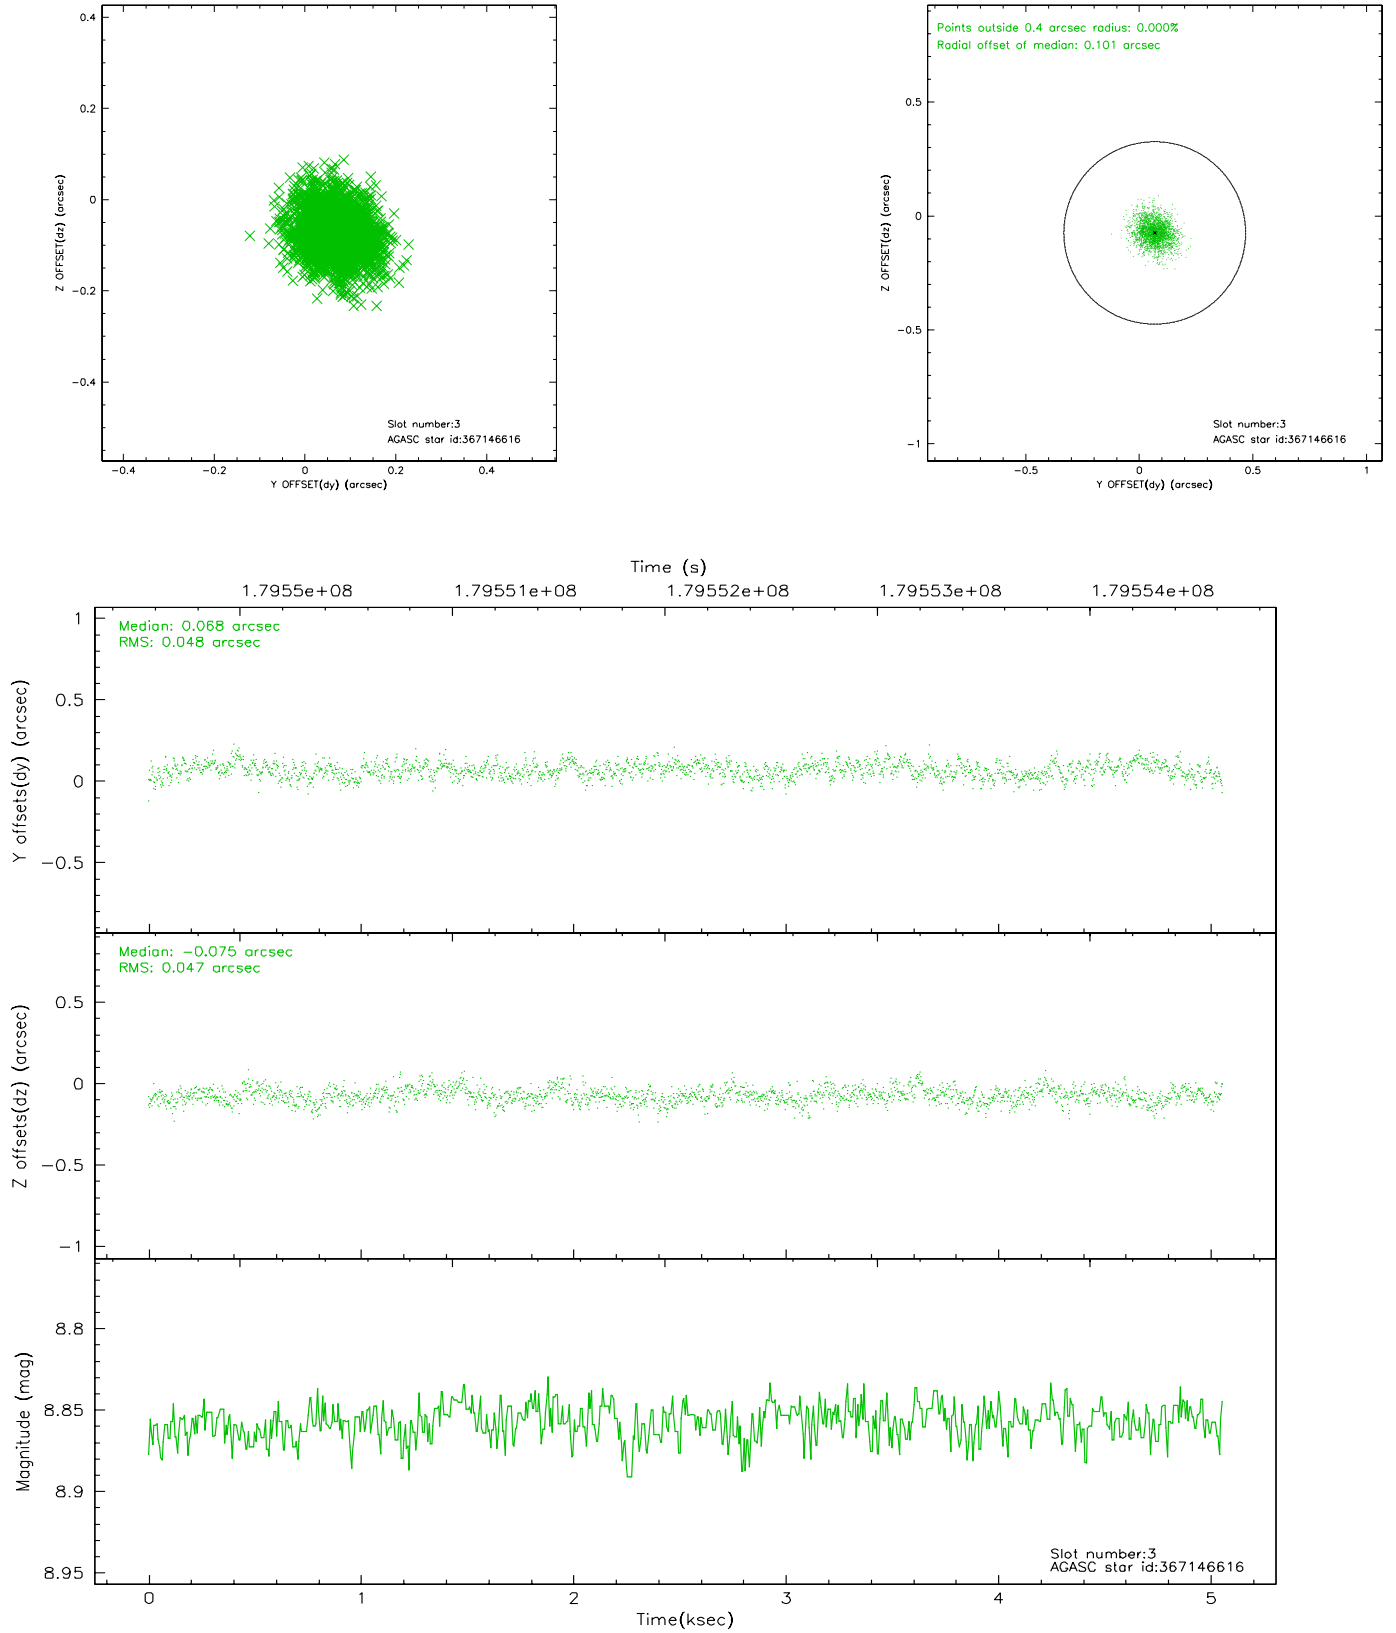 0.4
0.2
0
−0.2
−0.4
Z OFFSET(dz) (arcsec)
−0.4 −0.2 0 0.2 0.4
Y OFFSET(dy) (arcsec)
Slot number:3
AGASC star id:367146616
Points outside 0.4 arcsec radius: 0.000%
Radial offset of median: 0.101 arcsec
0.5
0
−0.5
−1
Z OFFSET(dz) (arcsec)
−0.5 0 0.5 1
Y OFFSET(dy) (arcsec)
Slot number:3
AGASC star id:367146616
Time (s)
1.7955e+08 1.79551e+08 1.79552e+08 1.79553e+08 1.79554e+08
Median: 0.068 arcsec
RMS: 0.048 arcsec
1
0.5
0
−0.5
Y offsets(dy) (arcsec)
Median: −0.075 arcsec
RMS: 0.047 arcsec
0.5
0
−0.5
−1
Z offsets(dz) (arcsec)
8.8
8.85
8.9
8.95
Magnitude (mag)
Slot number:3
AGASC star id:367146616
0 1 2 3 4 5
Time(ksec)